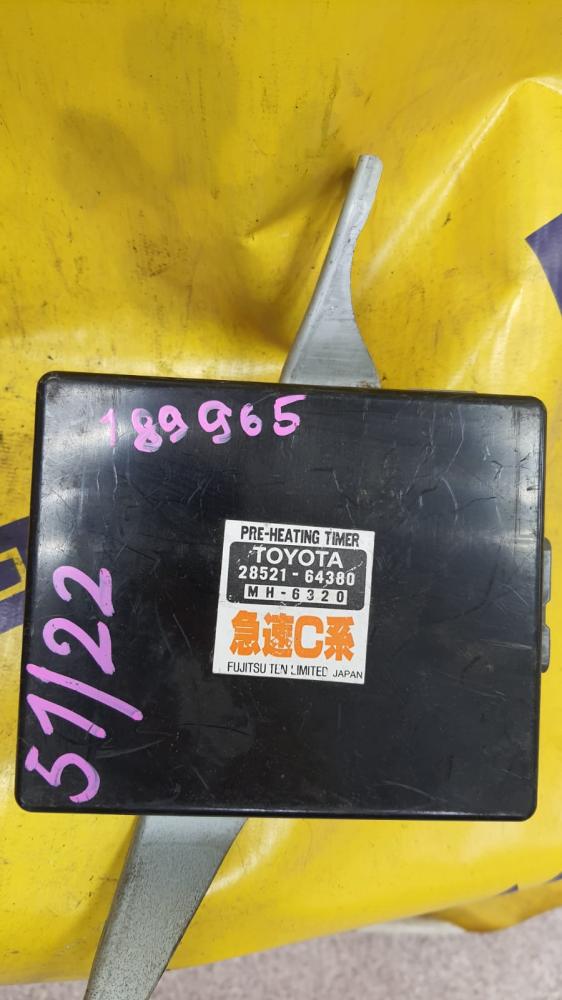 189965
51/22
PRE-HEATING TIMER
TOYOTA
28521-64380
MH-6320
急速C系
FUJITSU TEN LIMITED JAPAN